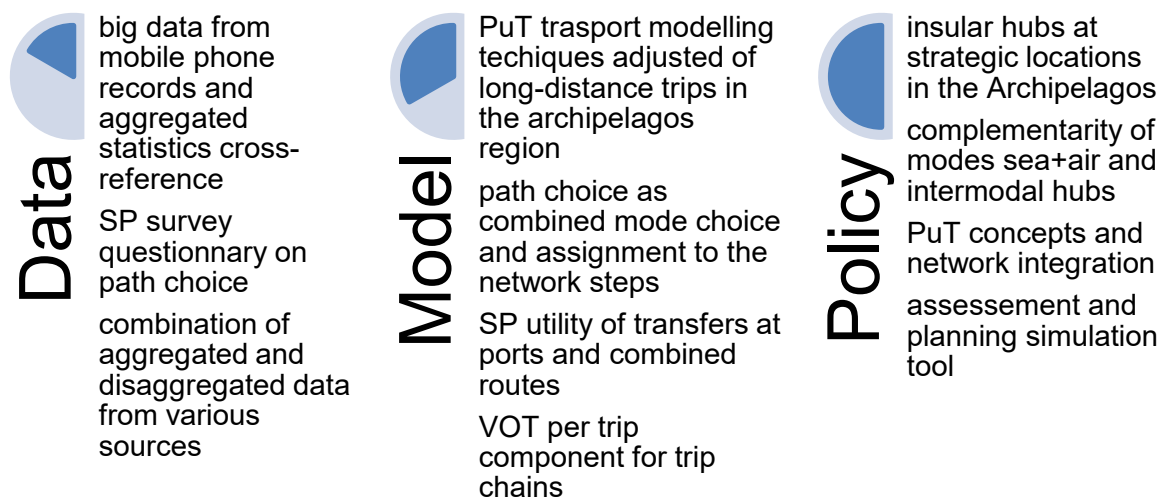 Data
big data from
mobile phone
records and
aggregated
statistics cross-
reference
SP survey
questionnary on
path choice
combination of
aggregated and
disaggregated data
from various
sources
Model
PuT trasport modelling
techiques adjusted of
long-distance trips in
the archipelagos
region
path choice as
combined mode choice
and assignment to the
network steps
SP utility of transfers at
ports and combined
routes
VOT per trip
component for trip
chains
Policy
insular hubs at
strategic locations
in the Archipelagos
complementarity of
modes sea+air and
intermodal hubs
PuT concepts and
network integration
assessement and
planning simulation
tool